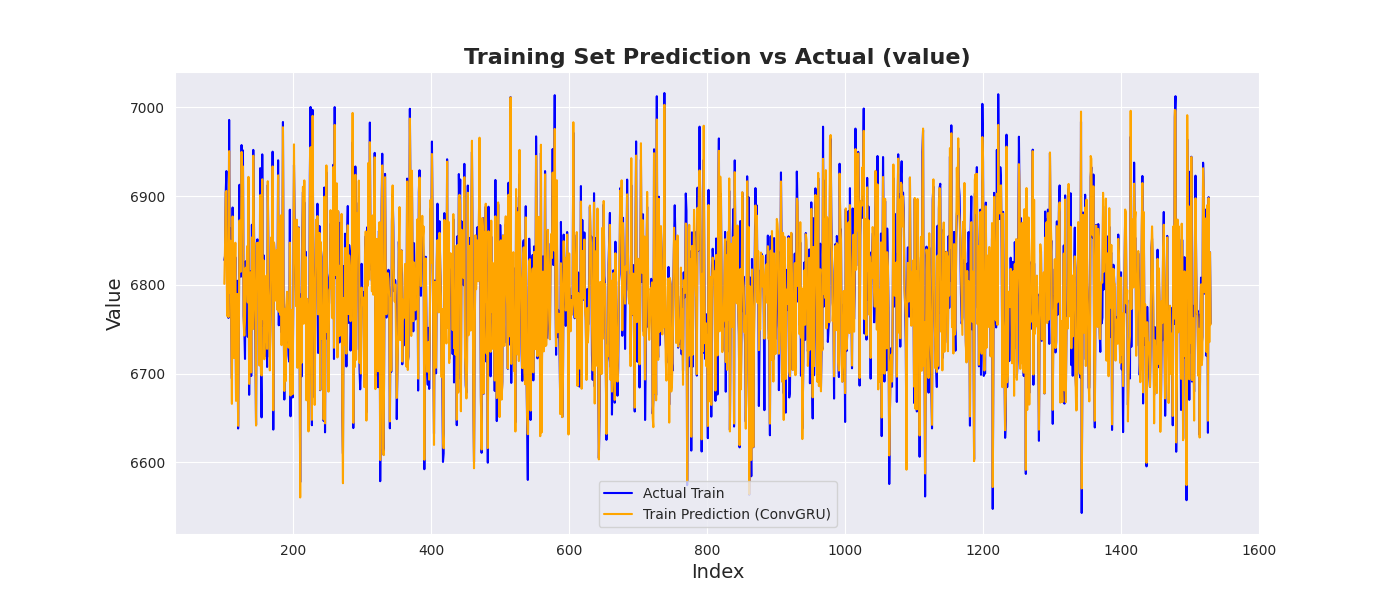 Training Set Prediction vs Actual (value)
7000
6900
6800
6700
6600
Value
Actual Train
Train Prediction (ConvGRU)
200 400 600 800 1000 1200 1400 1600
Index